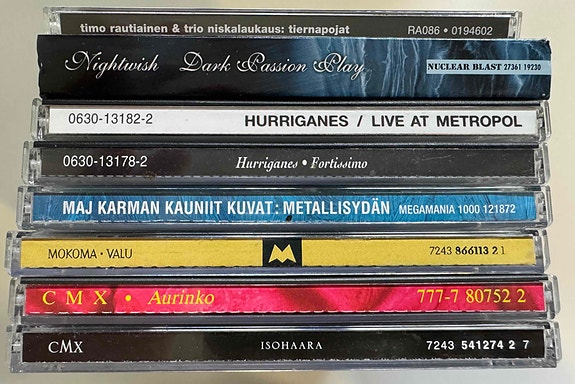 timo rautiainen & trio niskalaukaus: tiernapojat RA086 • 0194602
Nightwish Dark Passion Play NUCLEAR BLAST 27361 19230
0630-13182-2 HURRIGANES / LIVE AT METROPOL
0630-13178-2 Hurriganes • Fortissimo
MAJ KARMAN KAUNIIT KUVAT: METALLISYDÄN MEGAMANIA 1000 121872
MOKOMA • VALU M 7243 866113 2 1
CMX • Aurinko 777-7 80752 2
CMX ISOHAARA 7243 541274 2 7